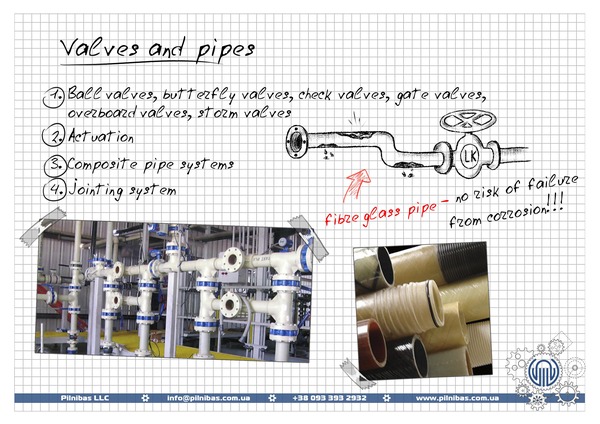 Valves and pipes
1. Ball valves, butterfly valves, check valves, gate valves,
overboard valves, storm valves
2. Actuation
3. Composite pipe systems
4. Jointing system
LK
fibreglass pipe – no risk of failure
from corrosion!!!
Pilnibas LLC
info@pilnibas.com.ua
+38 093 393 2932
www.pilnibas.com.ua